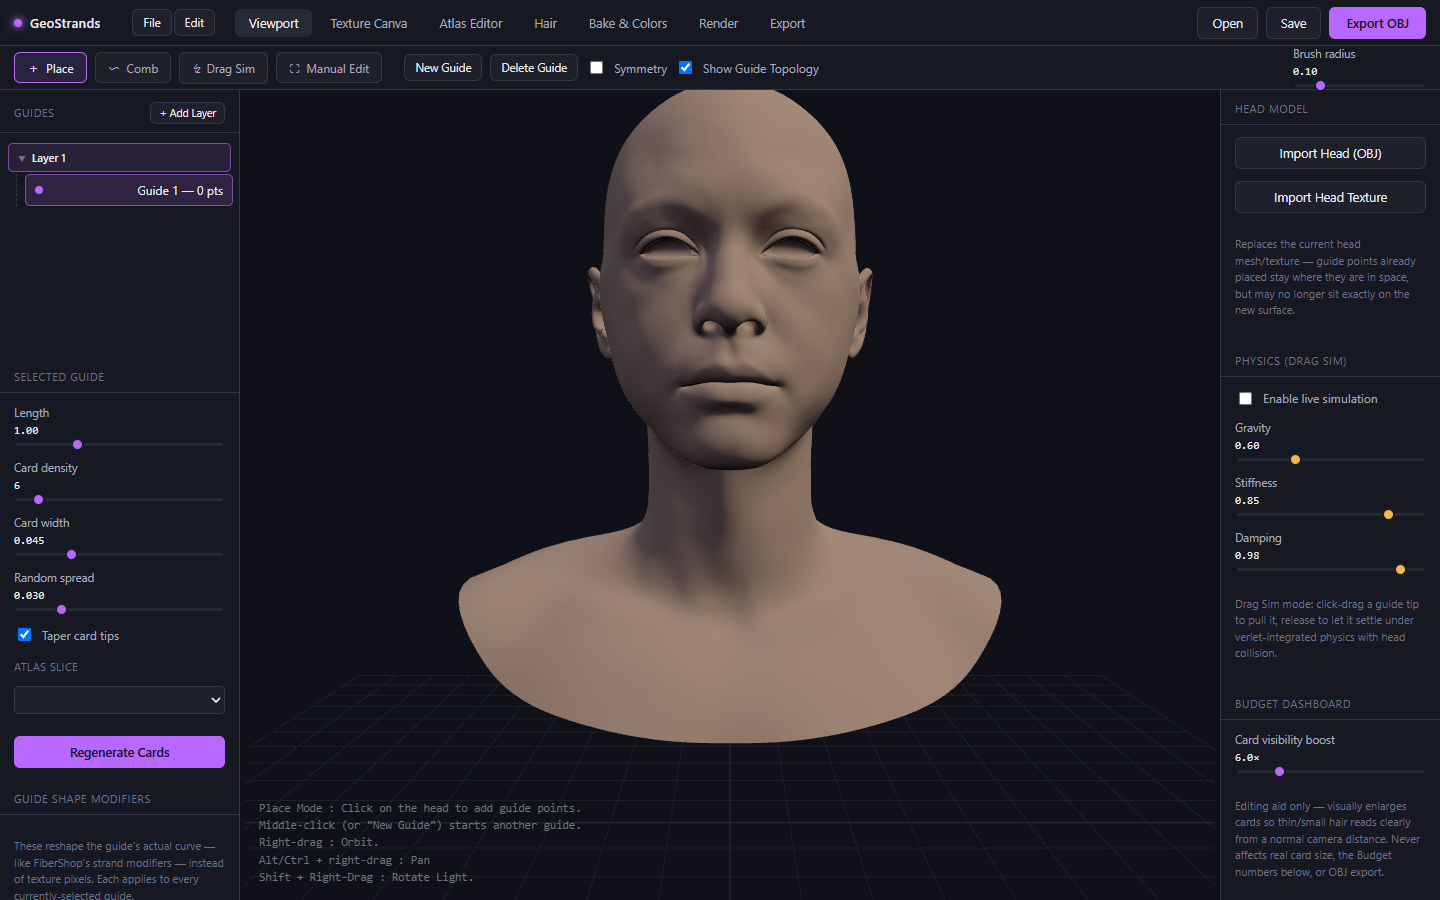 GeoStrands
File
Edit
Viewport
Texture Canva
Atlas Editor
Hair
Bake & Colors
Render
Export
Open
Save
Export OBJ
Place
Comb
Drag Sim
Manual Edit
New Guide
Delete Guide
Symmetry
Show Guide Topology
Brush radius
0.10
GUIDES
+ Add Layer
Layer 1
Guide 1 — 0 pts
SELECTED GUIDE
Length
1.00
Card density
6
Card width
0.045
Random spread
0.030
Taper card tips
ATLAS SLICE
Regenerate Cards
GUIDE SHAPE MODIFIERS
These reshape the guide's actual curve —
like FiberShop's strand modifiers — instead
of texture pixels. Each applies to every
currently-selected guide.
Place Mode : Click on the head to add guide points.
Middle-click (or "New Guide") starts another guide.
Right-drag : Orbit.
Alt/Ctrl + right-drag : Pan
Shift + Right-Drag : Rotate Light.
HEAD MODEL
Import Head (OBJ)
Import Head Texture
Replaces the current head
mesh/texture — guide points already
placed stay where they are in space,
but may no longer sit exactly on the
new surface.
PHYSICS (DRAG SIM)
Enable live simulation
Gravity
0.60
Stiffness
0.85
Damping
0.98
Drag Sim mode: click-drag a guide tip
to pull it, release to let it settle under
verlet-integrated physics with head
collision.
BUDGET DASHBOARD
Card visibility boost
6.0×
Editing aid only — visually enlarges
cards so thin/small hair reads clearly
from a normal camera distance. Never
affects real card size, the Budget
numbers below, or OBJ export.